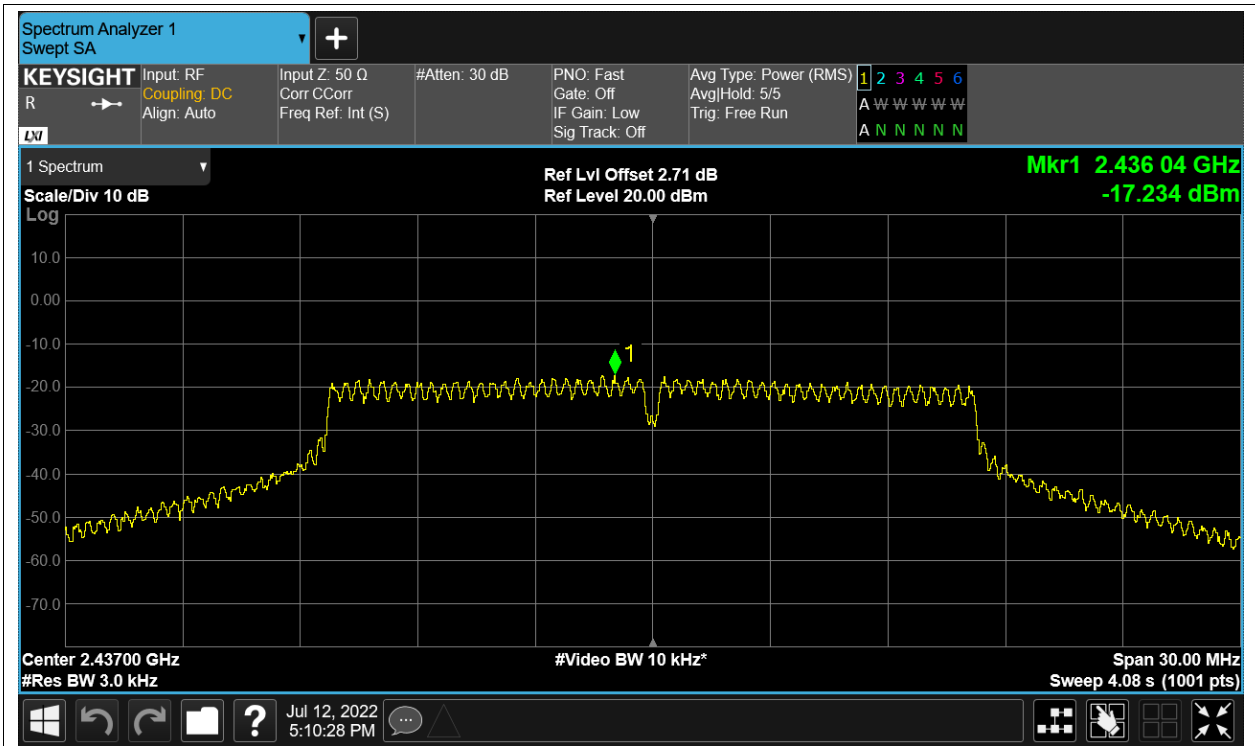 Spectrum Analyzer 1
Swept SA
KEYSIGHT
R
LXI
Input: RF
Coupling: DC
Align: Auto
Input Z: 50 Ω
Corr CCorr
Freq Ref: Int (S)
#Atten: 30 dB
PNO: Fast
Gate: Off
IF Gain: Low
Sig Track: Off
Avg Type: Power (RMS)
Avg|Hold: 5/5
Trig: Free Run
1 2 3 4 5 6
A W W W W W
A N N N N N
1 Spectrum
Scale/Div 10 dB
Log
Ref Lvl Offset 2.71 dB
Ref Level 20.00 dBm
Mkr1 2.436 04 GHz
-17.234 dBm
10.0
0.00
-10.0
-20.0
-30.0
-40.0
-50.0
-60.0
-70.0
1
Center 2.43700 GHz
#Res BW 3.0 kHz
#Video BW 10 kHz*
Span 30.00 MHz
Sweep 4.08 s (1001 pts)
?
Jul 12, 2022
5:10:28 PM